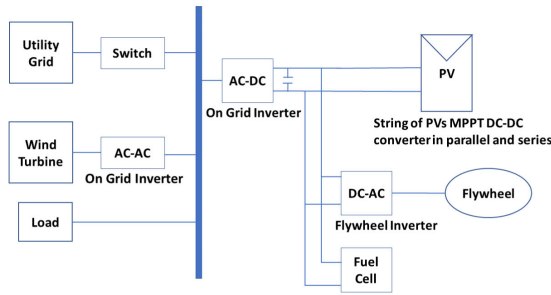 Utility
Grid
Switch
AC-DC
On Grid Inverter
PV
String of PVs MPPT DC-DC
converter in parallel and series
Wind
Turbine
AC-AC
On Grid Inverter
Load
DC-AC
Flywheel Inverter
Flywheel
Fuel
Cell